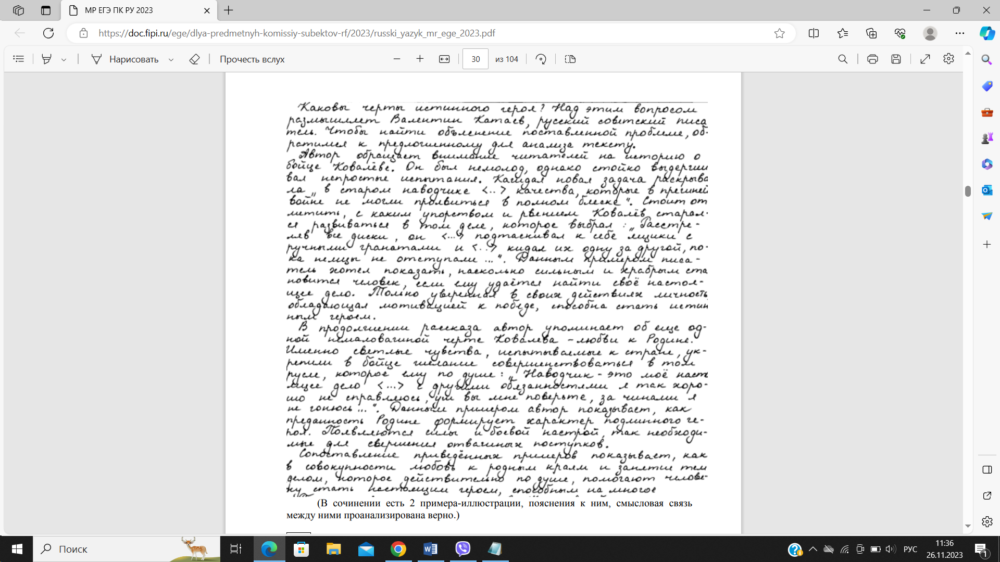 МР ЕГЭ ПК РУ 2023
https://doc.fipi.ru/ege/dlya-predmetnyh-komissiy-subektov-rf/2023/russki_yazyk_mr_ege_2023.pdf
Нарисовать
Прочесть вслух
30 из 104
Каковы черты истинного героя? Над этим вопросом
размышляет Валентин Катаев, русский советский писа
тель. Чтобы найти объяснение поставленной проблеме, об-
ратимся к предложенному для анализа тексту.
Автор обращает внимание читателей на историю о
бойце Ковалёве. Он был немолод, однако стойко выдержи
вал непростые испытания. Каждая новая задача раскрыва
ла „ в старом наводчике <..> качества, которые в прежней
войне не могли проявиться в полном блеске“. Стоит от
метить, с каким упорством и рвением Ковалёв старал-
ся развиваться в том деле, которое выбрал : „Расстре-
ляв все диски, он <...> подтаскивал к себе ящики с
ручными гранатами и <...> кидал их одну за другой, по-
ка немцы не отступали ...“. Данным примером писа-
тель хотел показать, насколько сильным и храбрым ста
новится человек, если ему удаётся найти своё настоя-
щее дело. Только уверенная в своих действиях личность
обладающая мотивацией к победе, способна стать истин
ным героем.
В продолжении рассказа автор упоминает об еще од-
ной немаловажной черте Ковалева - любви к Родине.
Именно светлые чувства, испытываемые к стране, ук-
репили в бойце желание совершенствоваться в том
русле, которое ему по душе : „ Наводчик - это моё насто
ящее дело <...> с другими обязанностями я так хоро-
шо не справляюсь, уж вы мне поверьте, за чинами я
не гонюсь ...“. Данным примером автор показывает, как
преданность Родине формирует характер подлинного ге-
роя. Появляются силы и боевой настрой, так необходи-
мые для свершения отважных поступков.
Сопоставление приведённых примеров показывает, как
в совокупности любовь к родным краям и занятие тем
делом, которое действительно по душе, помогают челове-
ку стать настоящим героем, способным на многое
(В сочинении есть 2 примера-иллюстрации, пояснения к ним, смысловая связь
между ними проанализирована верно.)
Поиск
РУС
11:36
26.11.2023
1